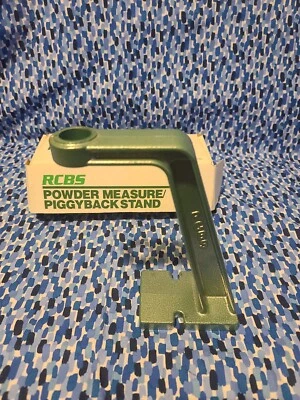 RCBS
POWDER MEASURE/
PIGGYBACK STAND